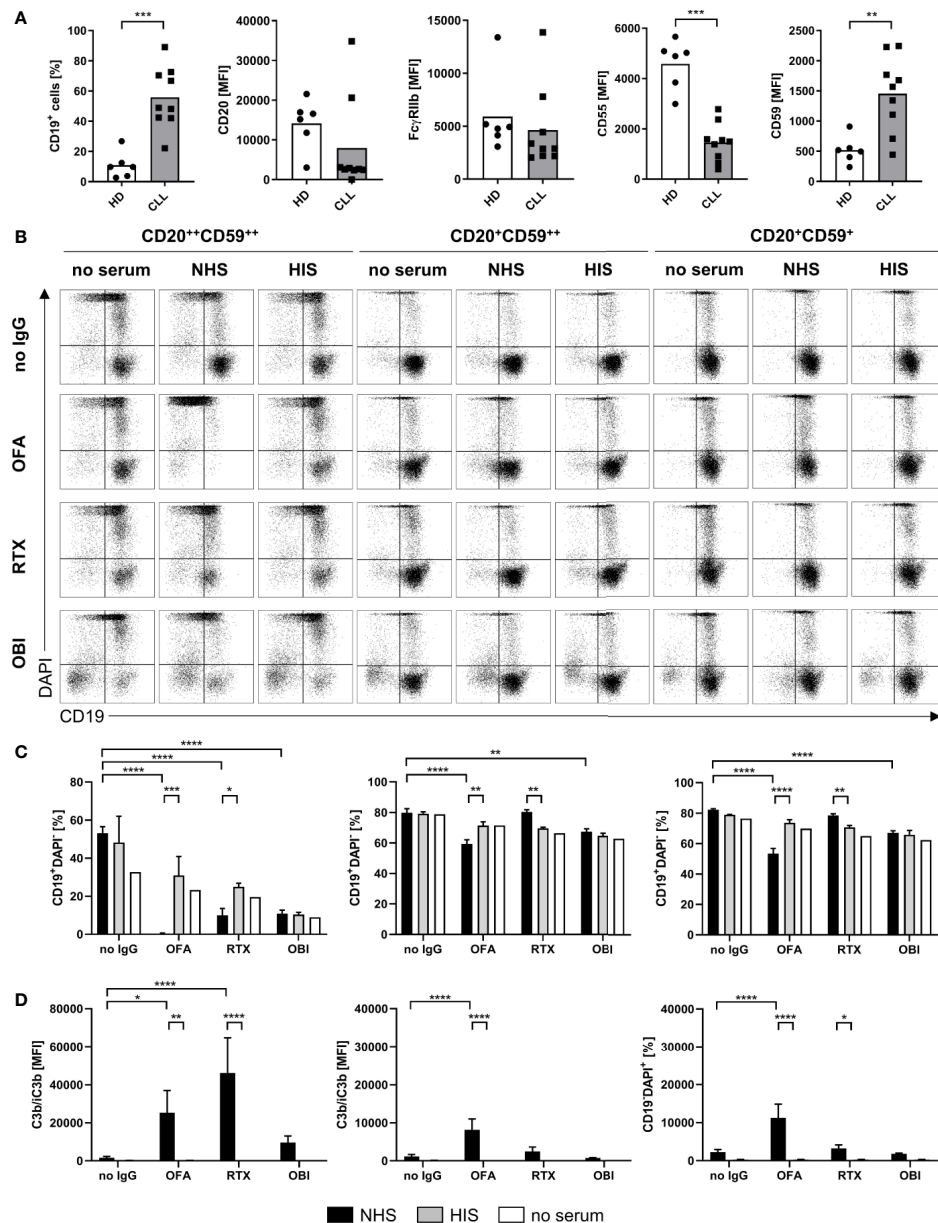 A
CD19+ cells [%]
100
80
60
40
20
0
***
HD
CLL
CD20 [MFI]
40000
30000
20000
10000
0
HD
CLL
FcγRIIb [MFI]
15000
10000
5000
0
HD
CLL
CD55 [MFI]
6000
4000
2000
0
***
HD
CLL
CD59 [MFI]
2500
2000
1500
1000
500
0
**
HD
CLL
B
CD20++CD59++
CD20+CD59++
CD20+CD59+
no serum
NHS
HIS
no serum
NHS
HIS
no serum
NHS
HIS
no IgG
OFA
RTX
OBI
DAPI
CD19
C
CD19+DAPI- [%]
80
60
40
20
0
****
****
****
***
*
no IgG
OFA
RTX
OBI
CD19+DAPI- [%]
100
80
60
40
20
0
**
****
**
**
no IgG
OFA
RTX
OBI
CD19+DAPI- [%]
100
80
60
40
20
0
****
****
****
**
no IgG
OFA
RTX
OBI
D
C3b/iC3b [MFI]
80000
60000
40000
20000
0
****
*
**
****
no IgG
OFA
RTX
OBI
C3b/iC3b [MFI]
40000
30000
20000
10000
0
****
****
no IgG
OFA
RTX
OBI
CD19-DAPI+ [%]
40000
30000
20000
10000
0
****
****
*
no IgG
OFA
RTX
OBI
NHS
HIS
no serum